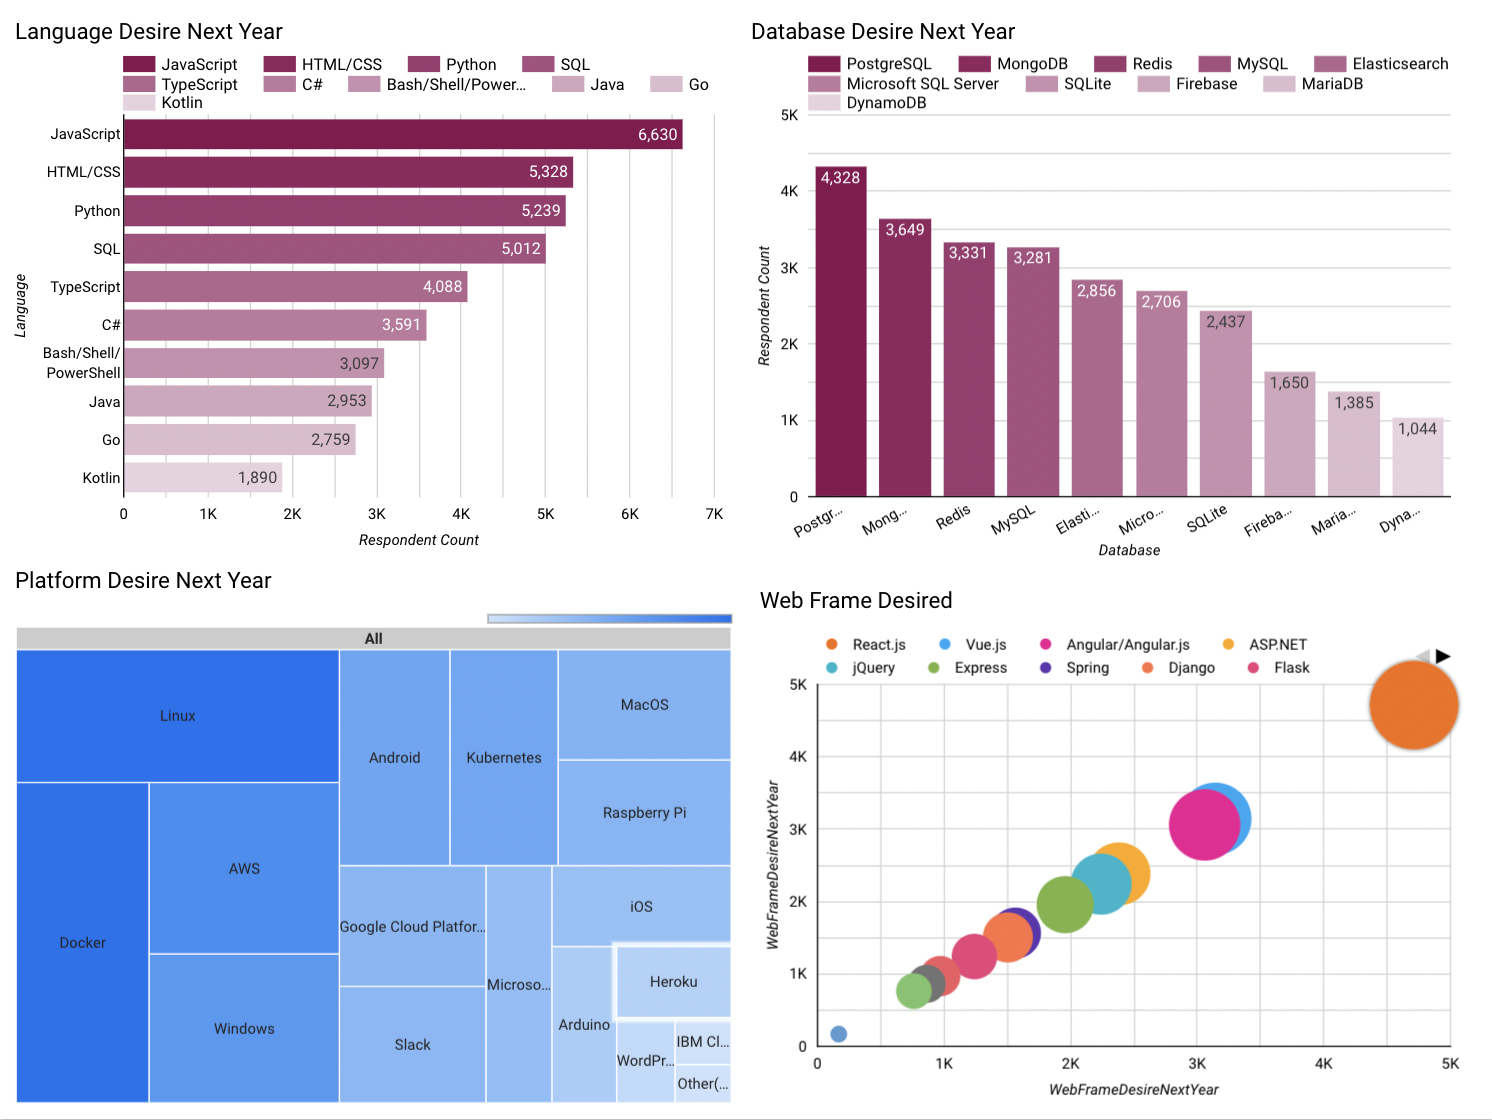 Language Desire Next Year
JavaScript HTML/CSS Python SQL
TypeScript C# Bash/Shell/Power... Java Go
Kotlin
JavaScript 6,630
HTML/CSS 5,328
Python 5,239
SQL 5,012
TypeScript 4,088
C# 3,591
Bash/Shell/
PowerShell 3,097
Java 2,953
Go 2,759
Kotlin 1,890
Language
0 1K 2K 3K 4K 5K 6K 7K
Respondent Count
Database Desire Next Year
PostgreSQL MongoDB Redis MySQL Elasticsearch
Microsoft SQL Server SQLite Firebase MariaDB
DynamoDB
5K
4K
3K
2K
1K
0
Respondent Count
4,328 3,649 3,331 3,281 2,856 2,706 2,437 1,650 1,385 1,044
Postgr... Mong... Redis MySQL Elasti... Micro... SQLite Fireba... Maria... Dyna...
Database
Platform Desire Next Year
All
Linux
Docker
AWS
Windows
Android
Kubernetes
MacOS
Raspberry Pi
Google Cloud Platfor...
Slack
Microso...
iOS
Arduino
Heroku
WordPr...
IBM Cl...
Other(...
Web Frame Desired
React.js Vue.js Angular/Angular.js ASP.NET
jQuery Express Spring Django Flask
5K
4K
3K
2K
1K
0
WebFrameDesireNextYear
0 1K 2K 3K 4K 5K
WebFrameDesireNextYear